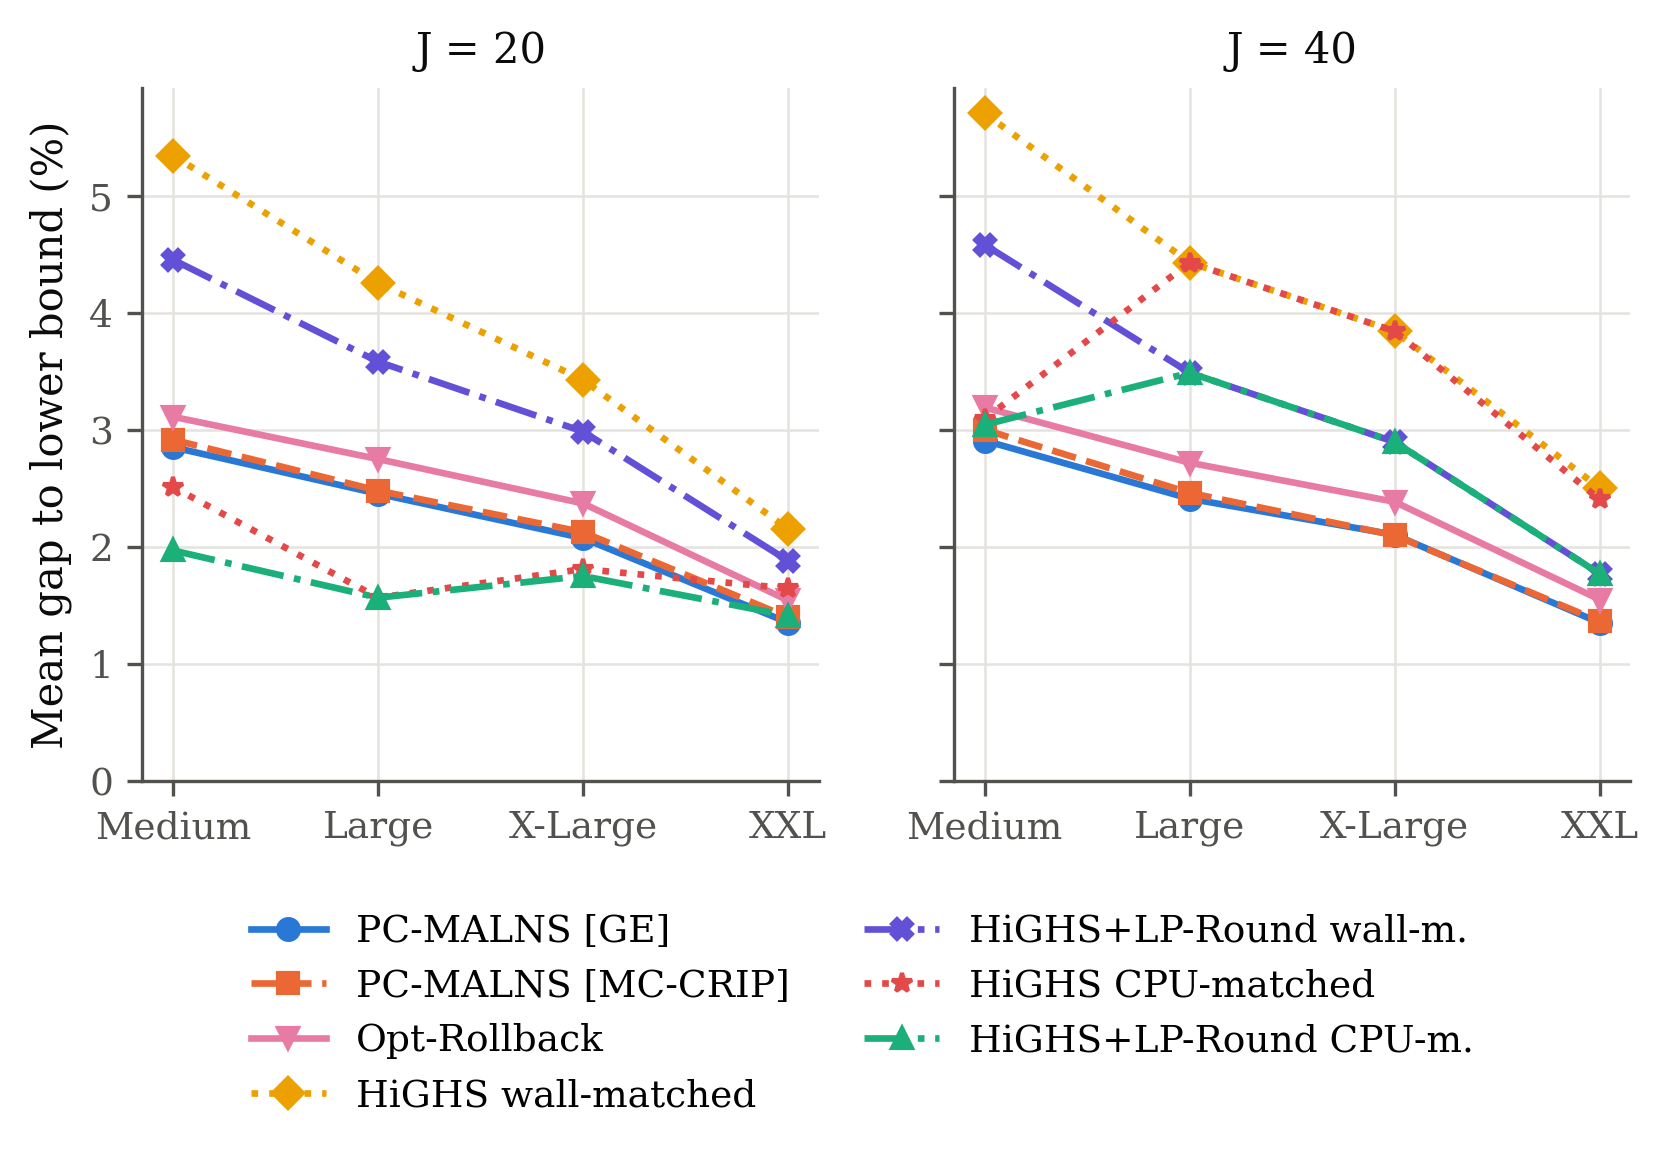 J = 20
J = 40
Mean gap to lower bound (%)
5
4
3
2
1
0
Medium Large X-Large XXL
Medium Large X-Large XXL
PC-MALNS [GE]
PC-MALNS [MC-CRIP]
Opt-Rollback
HiGHS wall-matched
HiGHS+LP-Round wall-m.
HiGHS CPU-matched
HiGHS+LP-Round CPU-m.